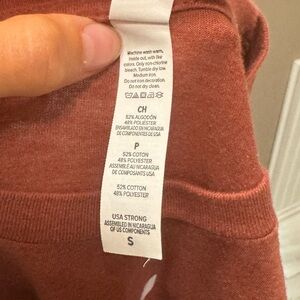 Machine wash warm.
Inside out, with like
colors. Only non-chlorine
bleach. Tumble dry low.
Medium iron.
Do not iron decoration.
Do not dry clean.
CH
52% ALGODÓN
48% POLIÉSTER
ENSAMBLADO EN NICARAGUA
DE COMPONENTES DE USA
P
52% COTON
48% POLYESTER
ASSEMBLÉ AU NICARAGUA
DE COMPOSANTS DES USA
52% COTTON
48% POLYESTER
USA STRONG
ASSEMBLED IN NICARAGUA
OF US COMPONENTS
S